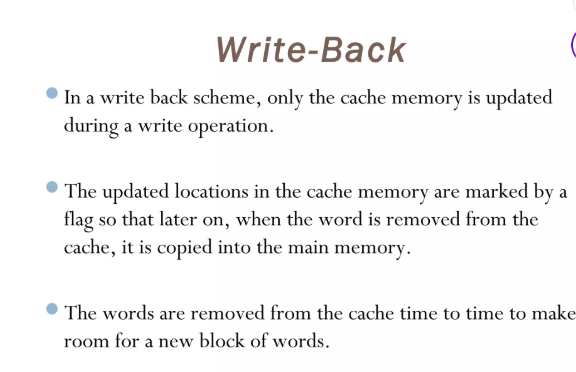 Write-Back
In a write back scheme, only the cache memory is updated
during a write operation.
The updated locations in the cache memory are marked by a
flag so that later on, when the word is removed from the
cache, it is copied into the main memory.
The words are removed from the cache time to time to make
room for a new block of words.